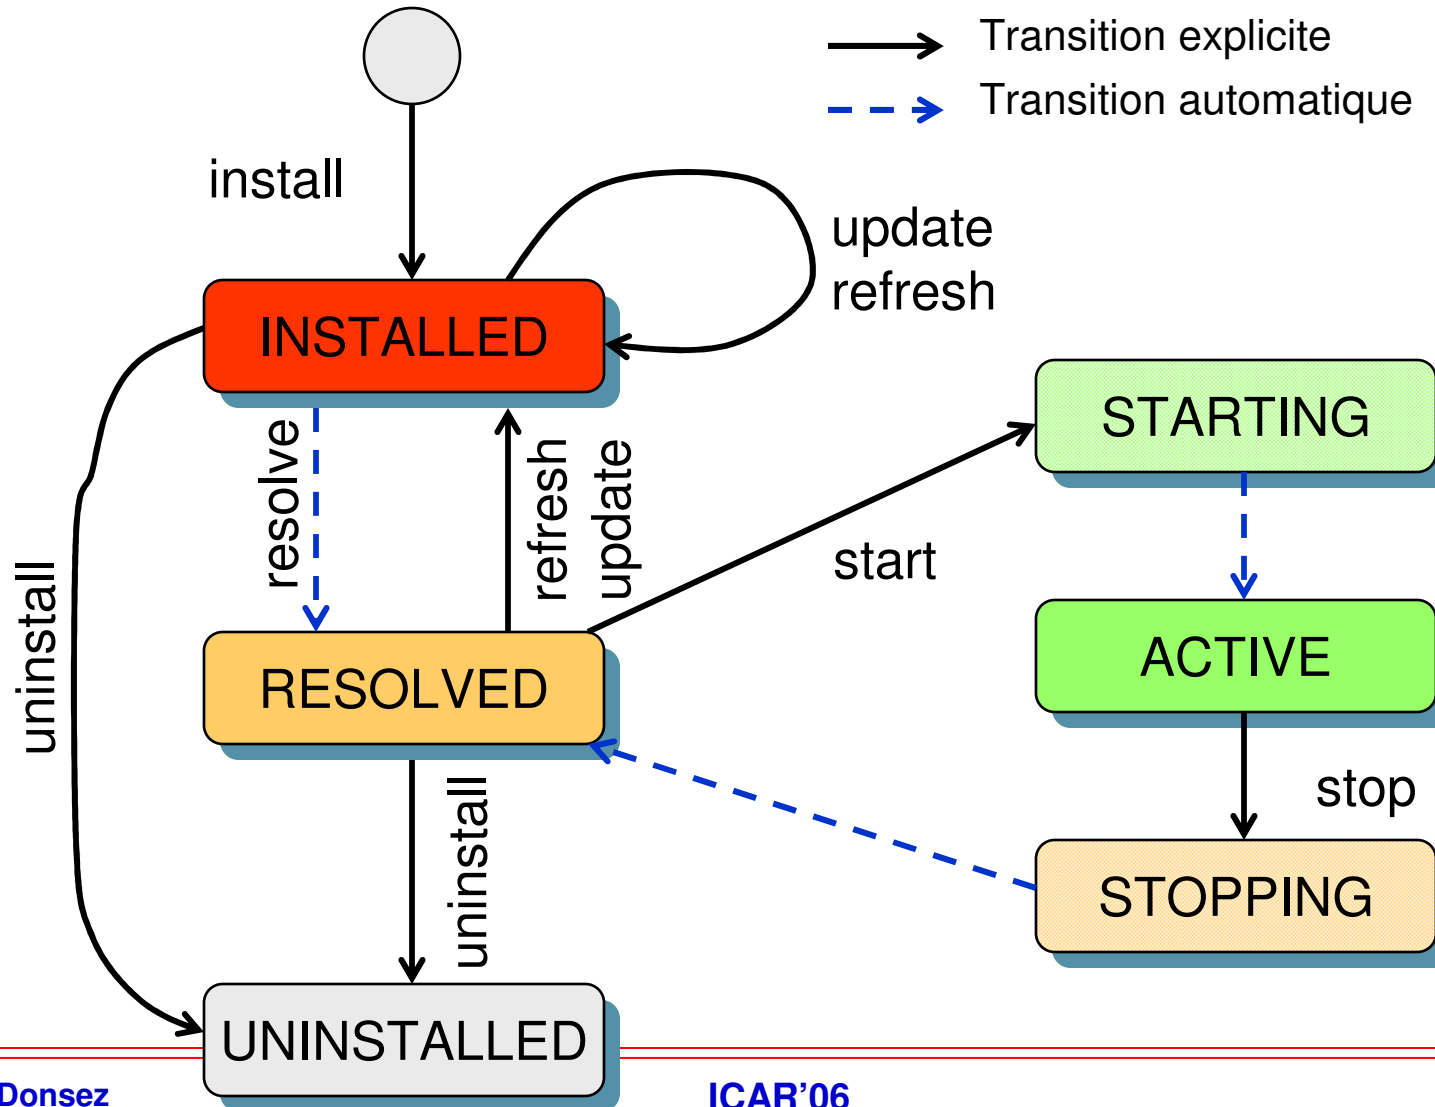 Transition explicite
Transition automatique
install
update
refresh
INSTALLED
STARTING
resolve
refresh
update
start
uninstall
ACTIVE
RESOLVED
stop
uninstall
STOPPING
UNINSTALLED
Donsez
ICAR’06